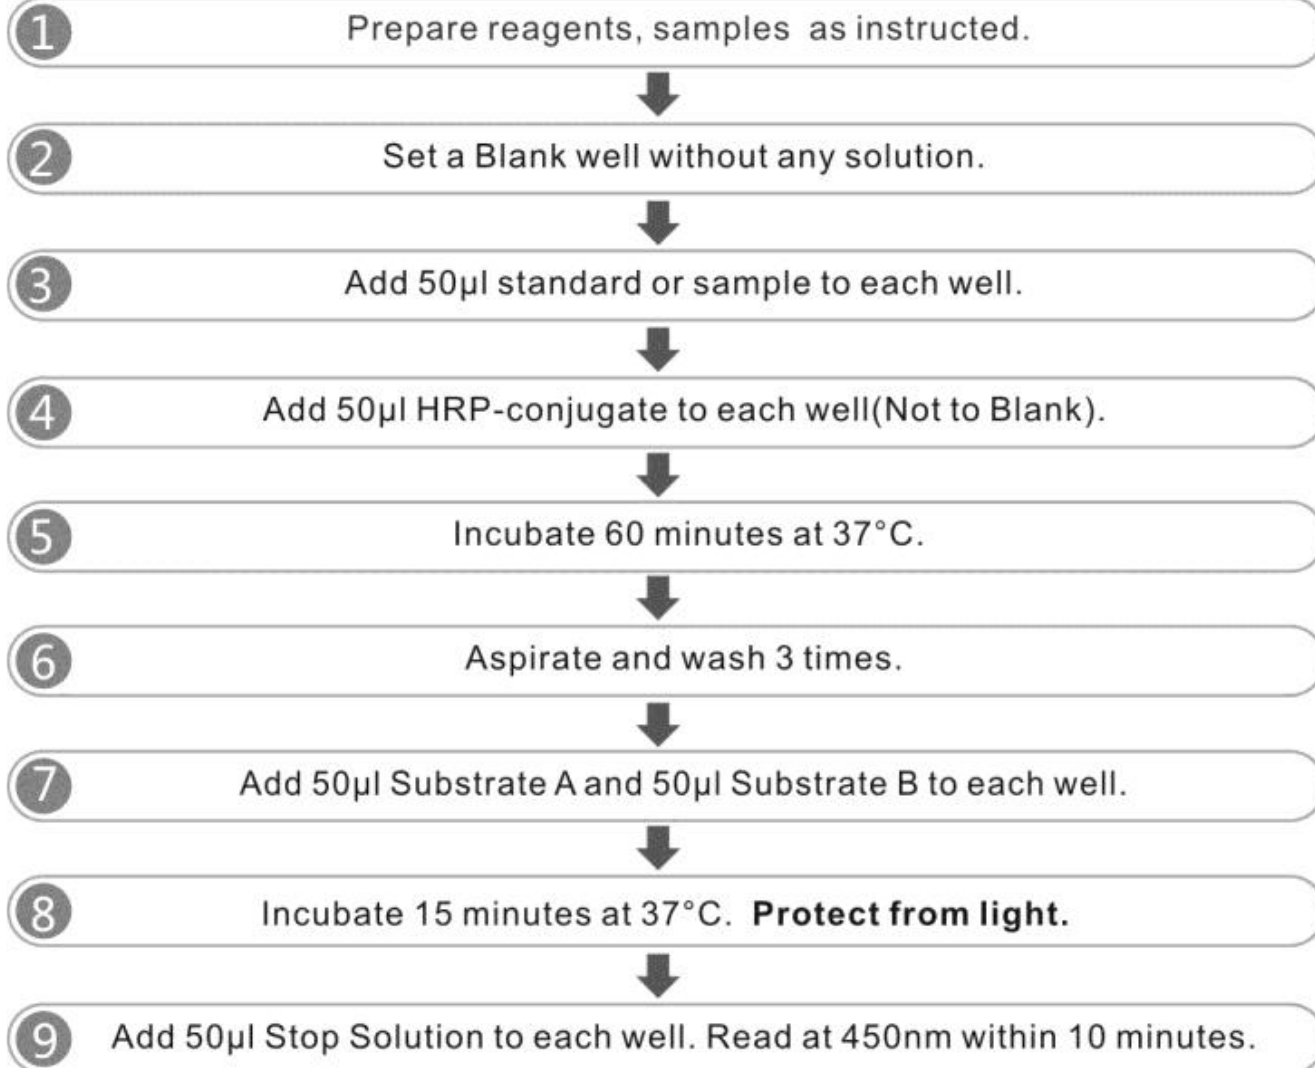 1 Prepare reagents, samples as instructed.
2 Set a Blank well without any solution.
3 Add 50µl standard or sample to each well.
4 Add 50µl HRP-conjugate to each well(Not to Blank).
5 Incubate 60 minutes at 37°C.
6 Aspirate and wash 3 times.
7 Add 50µl Substrate A and 50µl Substrate B to each well.
8 Incubate 15 minutes at 37°C. Protect from light.
9 Add 50µl Stop Solution to each well. Read at 450nm within 10 minutes.